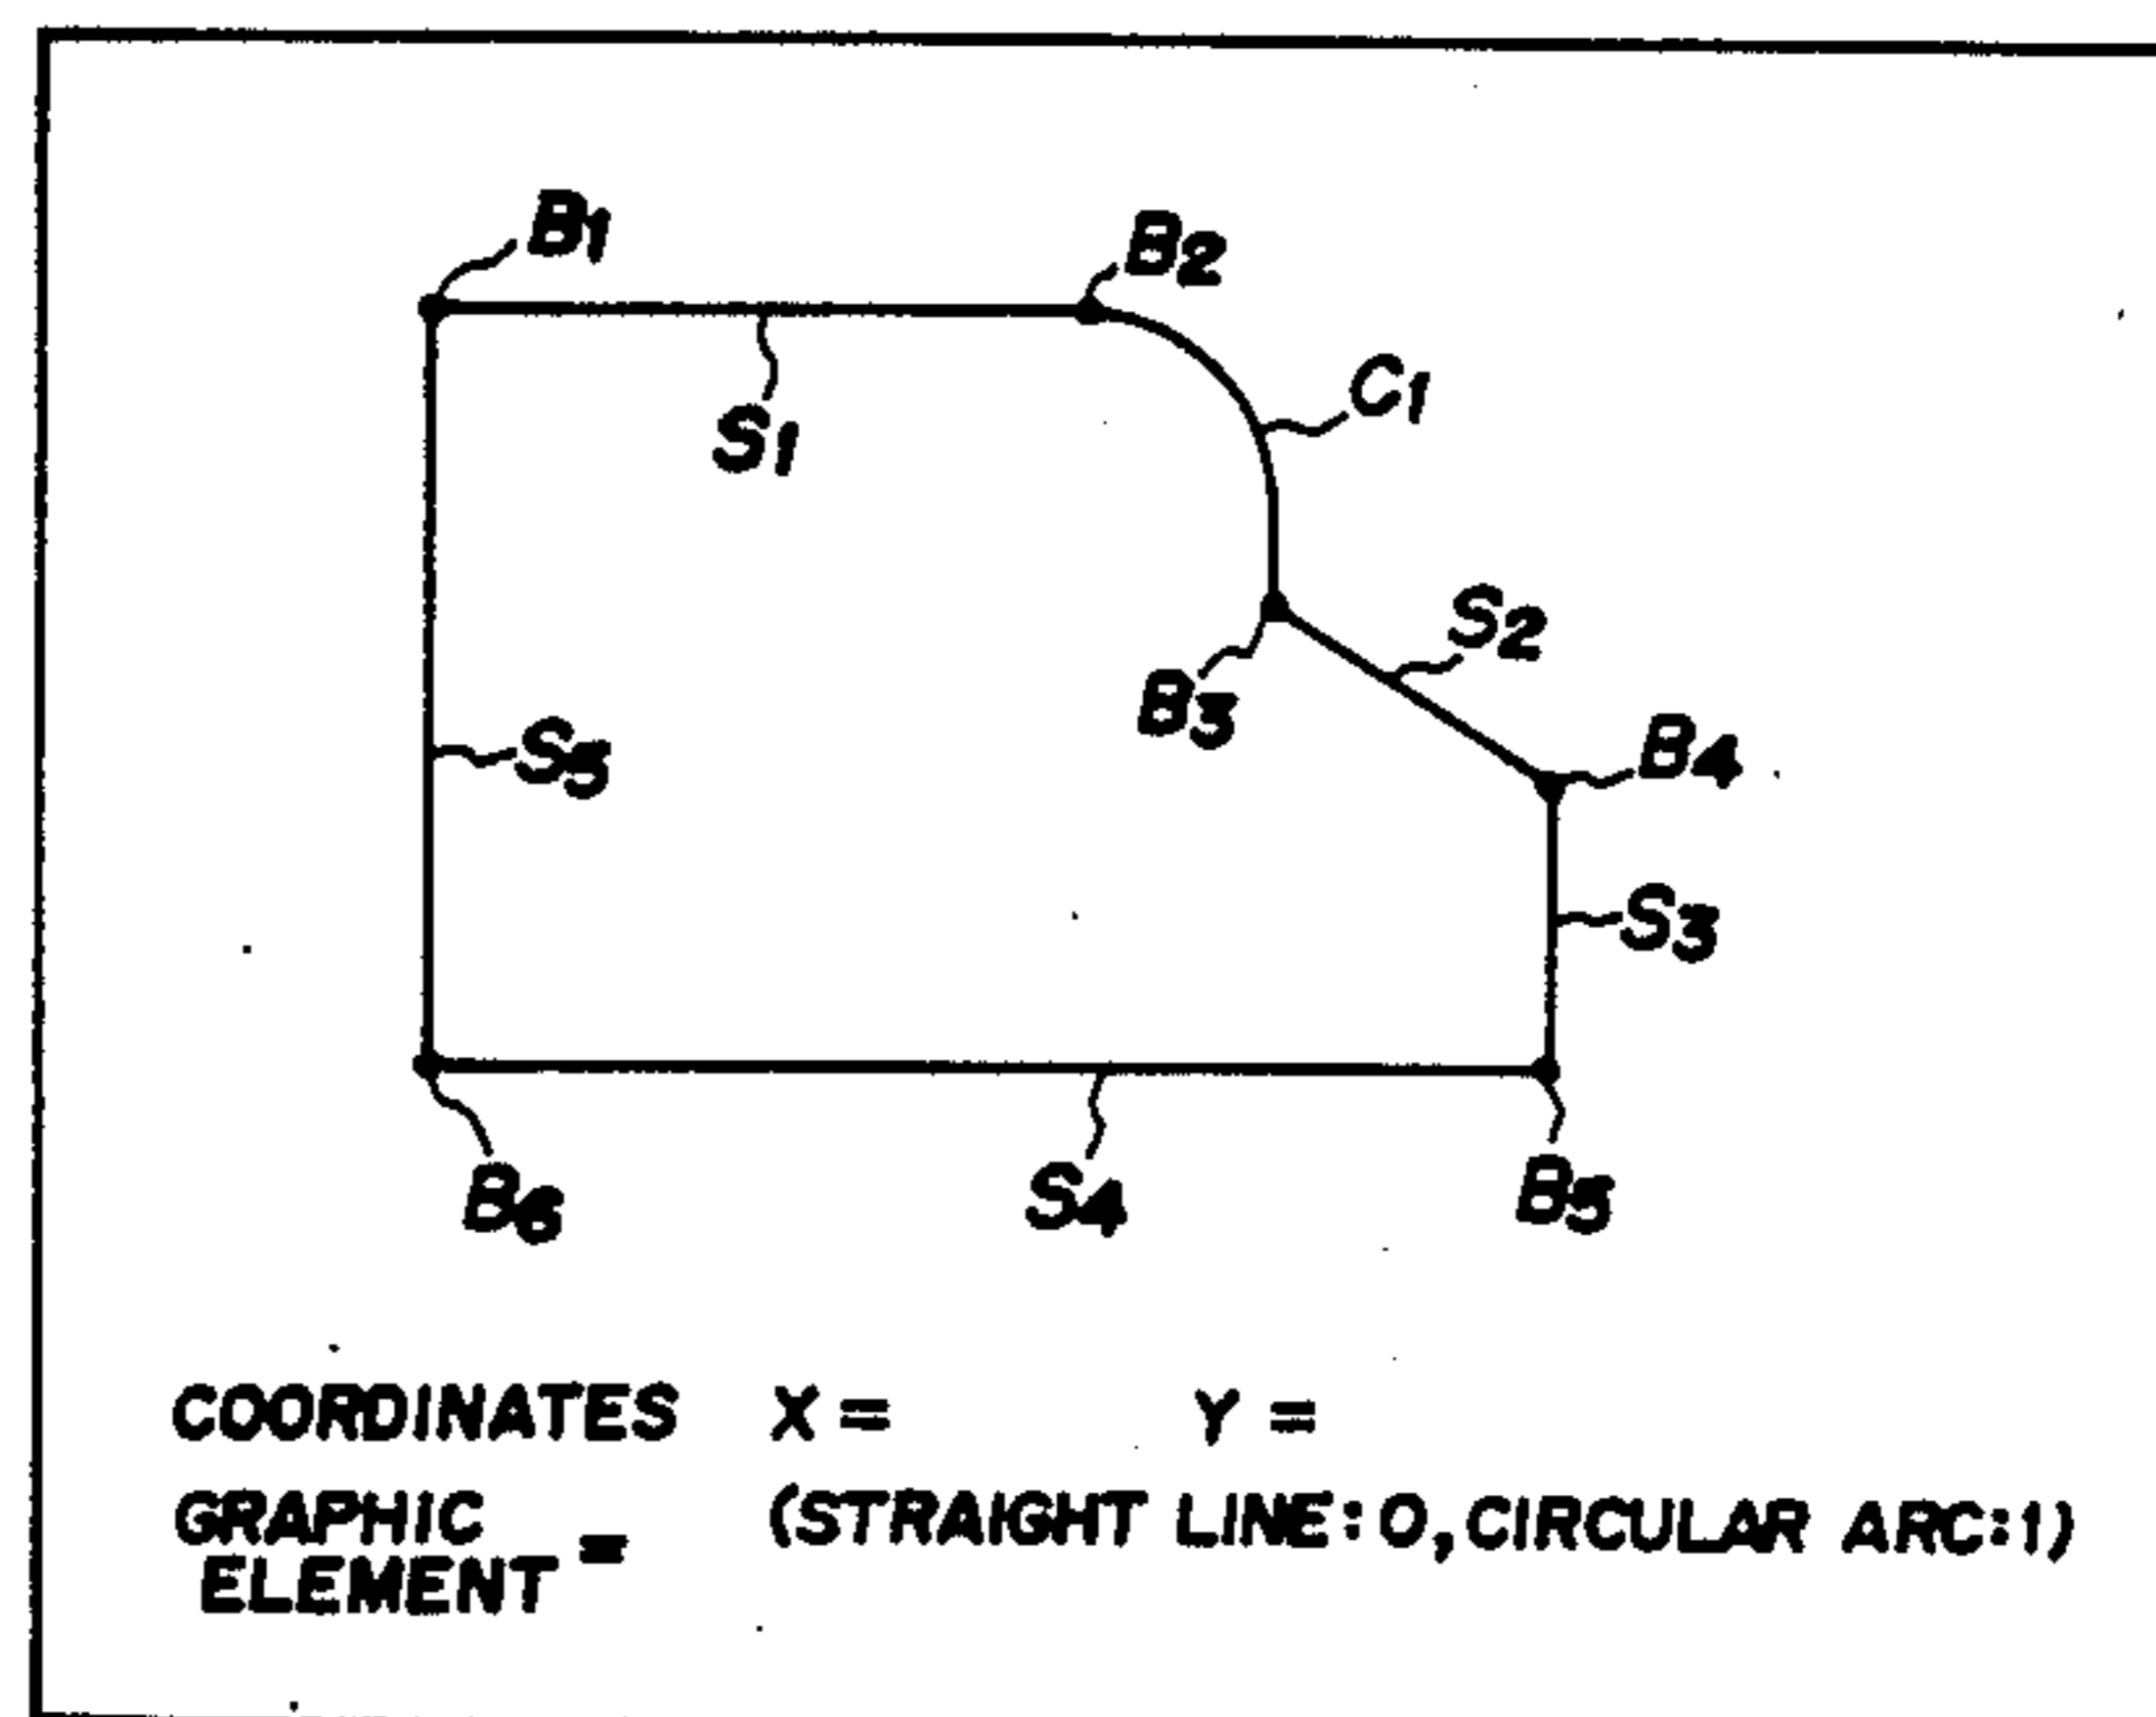 B1
B2
C1
S1
S2
B3
B4
S5
S3
B6
S4
B5
COORDINATES X = Y =
GRAPHIC ELEMENT = (STRAIGHT LINE: 0, CIRCULAR ARC: 1)